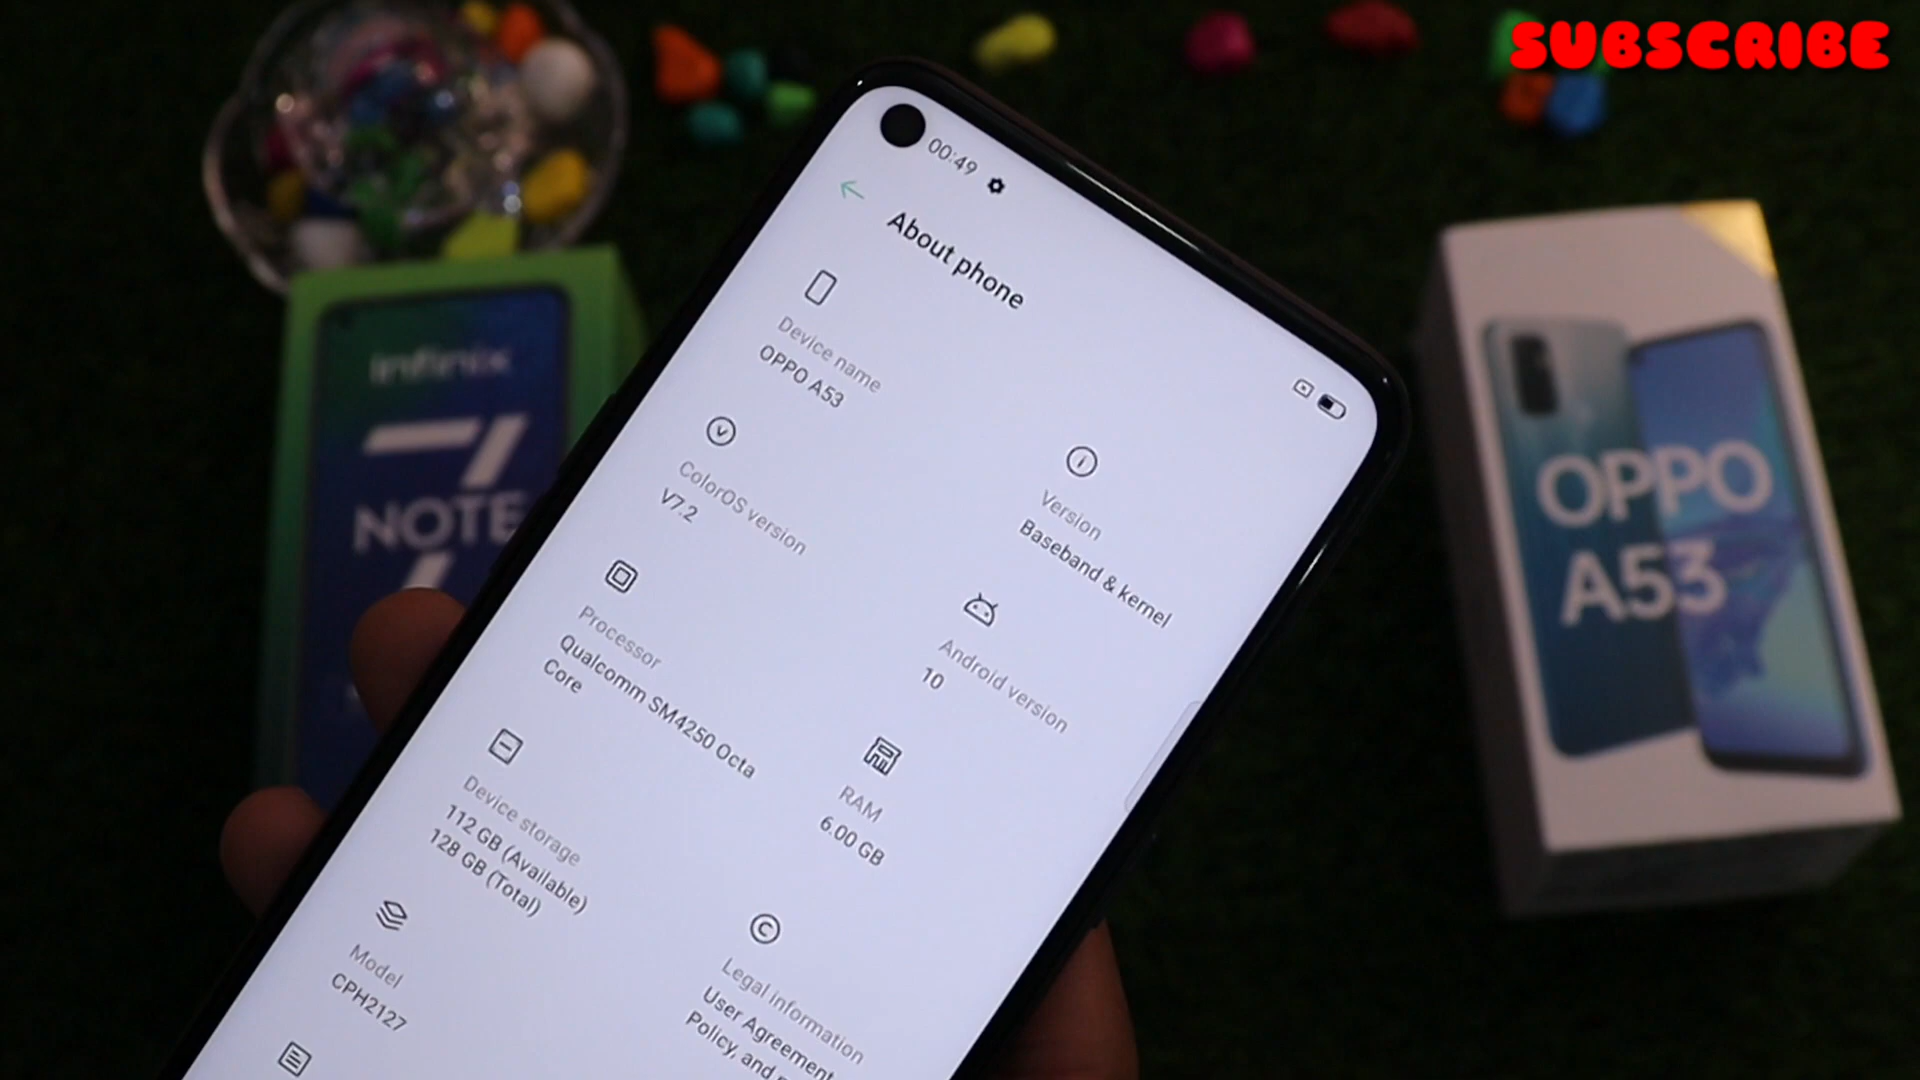 SUBSCRIBE
00:49
About phone
Device name
OPPO A53
ColorOS version
V7.2
Version
Baseband & kernel
Processor
Qualcomm SM4250 Octa
Core
Android version
10
Device storage
112 GB (Available)
128 GB (Total)
RAM
6.00 GB
Model
CPH2127
Legal information
User Agreement
Policy, and
Infinix
NOTE
7
OPPO
A53